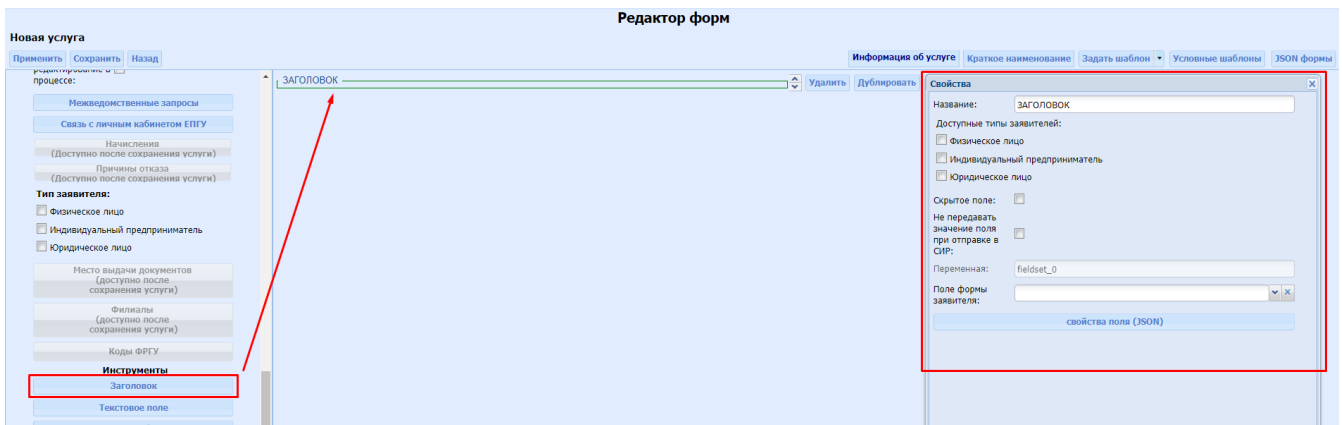 Редактор форм
Новая услуга
Применить Сохранить Назад
Информация об услуге Краткое наименование Задать шаблон Условные шаблоны JSON формы
редактирование в
процессе:
Межведомственные запросы
Связь с личным кабинетом ЕПГУ
Начисления
(Доступно после сохранения услуги)
Причины отказа
(Доступно после сохранения услуги)
Тип заявителя:
Физическое лицо
Индивидуальный предприниматель
Юридическое лицо
Место выдачи документов
(доступно после
сохранения услуги)
Филиалы
(доступно после
сохранения услуги)
Коды ФРГУ
Инструменты
Заголовок
Текстовое поле
ЗАГОЛОВОК
Удалить Дублировать
Свойства
Название: ЗАГОЛОВОК
Доступные типы заявителей:
Физическое лицо
Индивидуальный предприниматель
Юридическое лицо
Скрытое поле:
Не передавать
значение поля
при отправке в
СИР:
Переменная: fieldset_0
Поле формы
заявителя:
свойства поля (JSON)